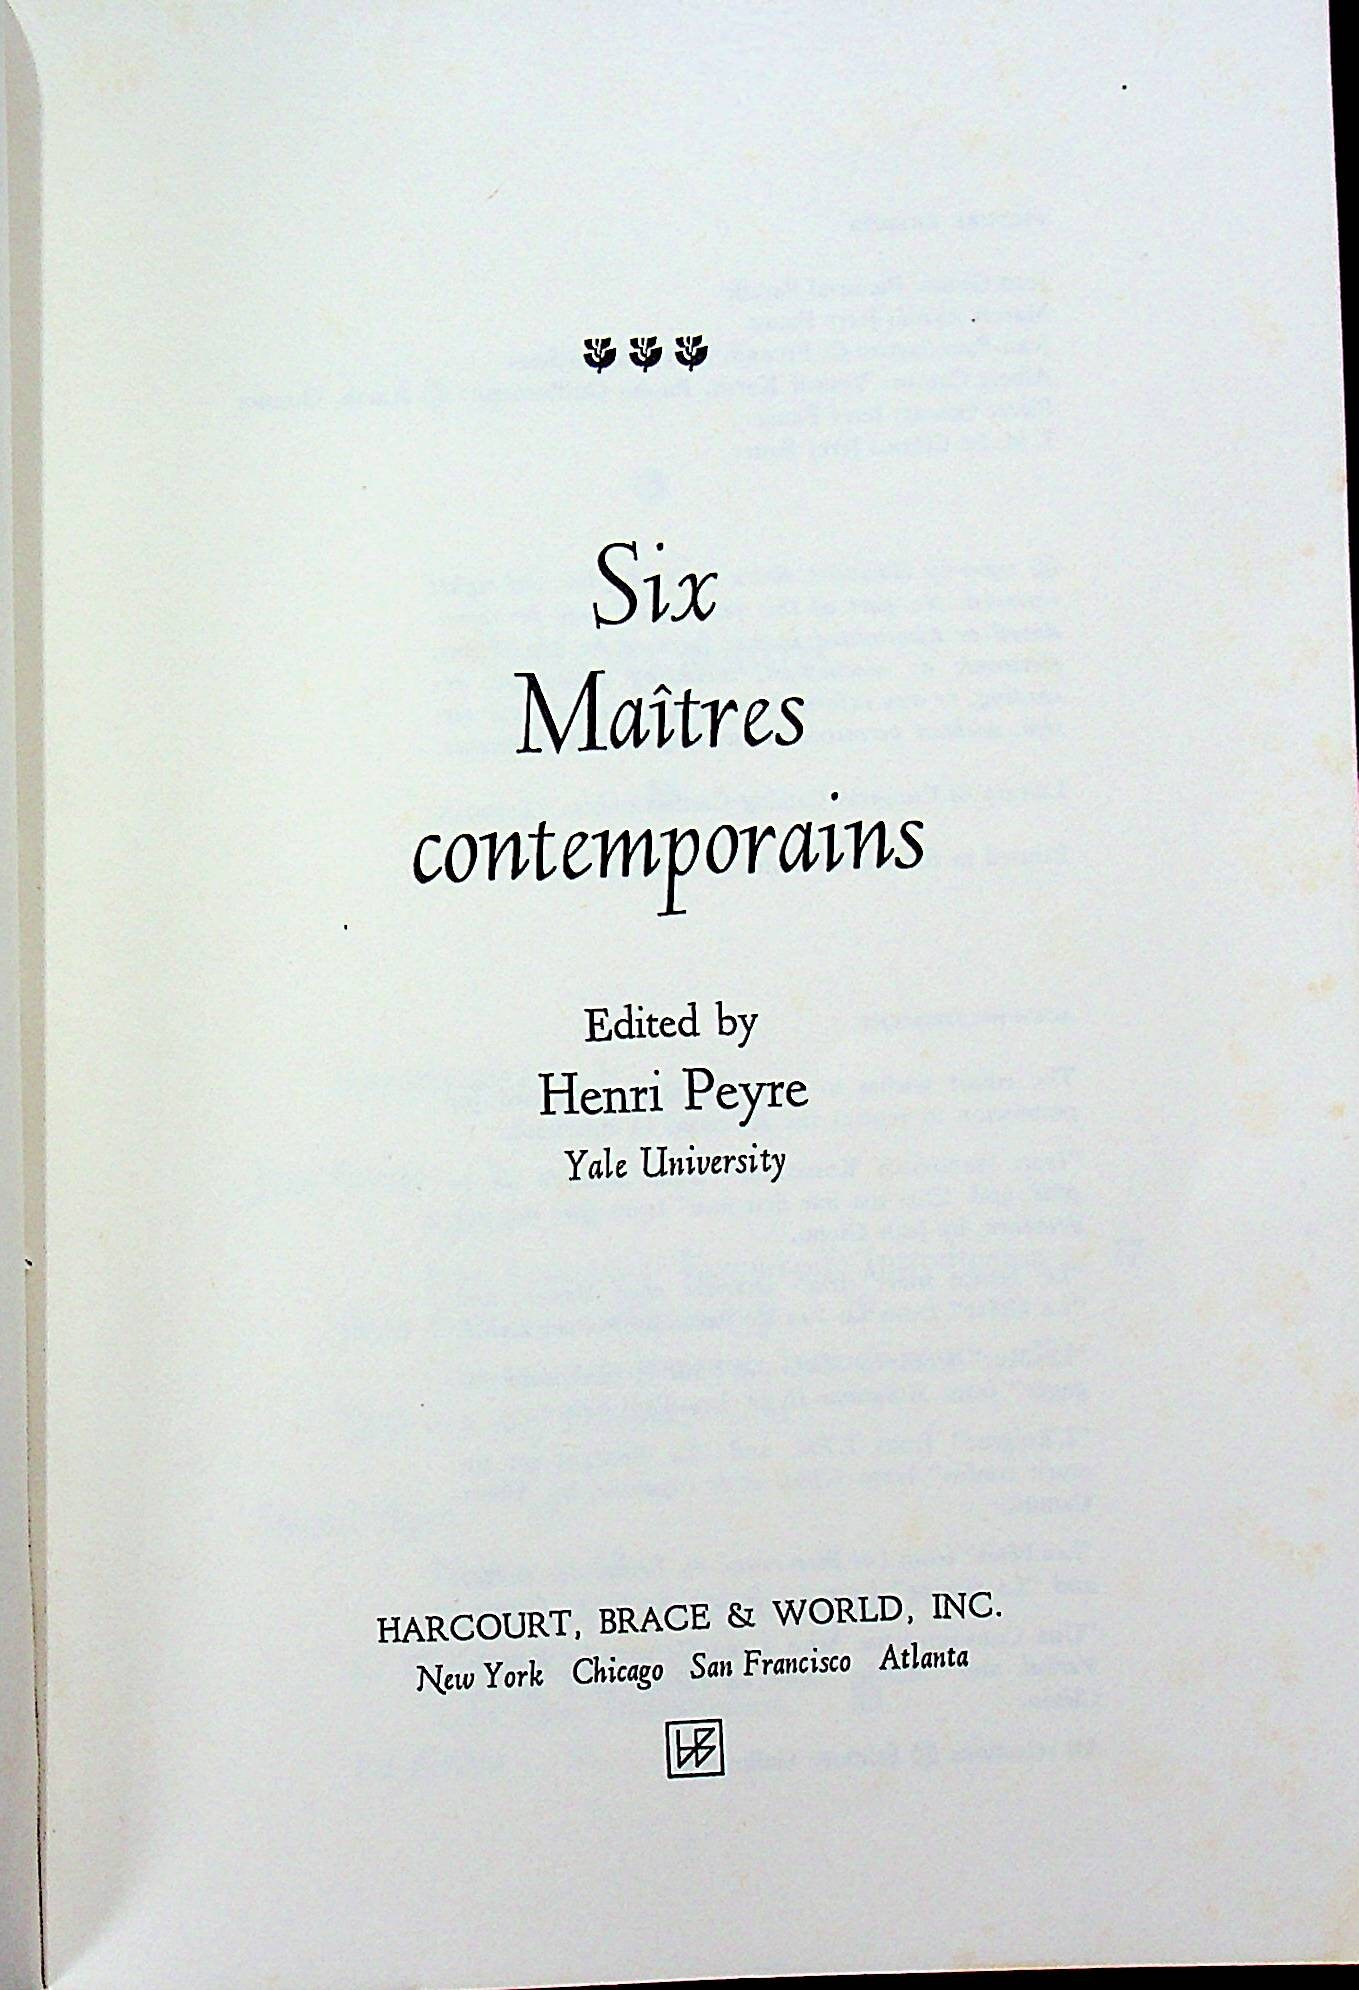 Six
Maîtres
contemporains
Edited by
Henri Peyre
Yale University
HARCOURT, BRACE & WORLD, INC.
New York Chicago San Francisco Atlanta